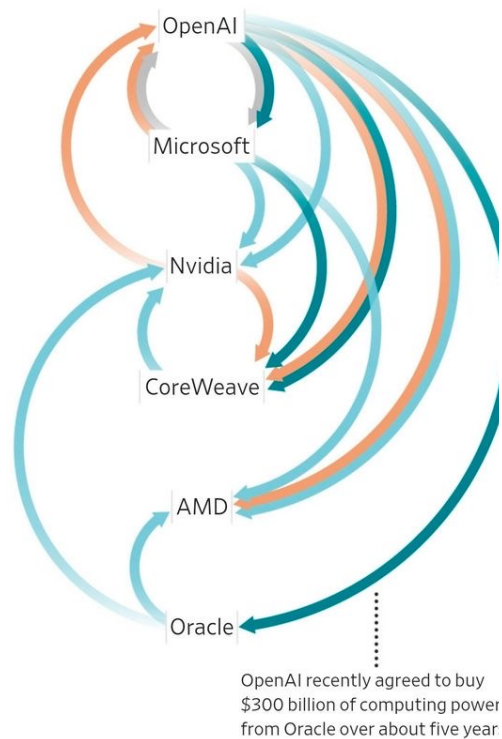 OpenAI
Microsoft
Nvidia
CoreWeave
AMD
Oracle
OpenAI recently agreed to buy
$300 billion of computing power
from Oracle over about five year